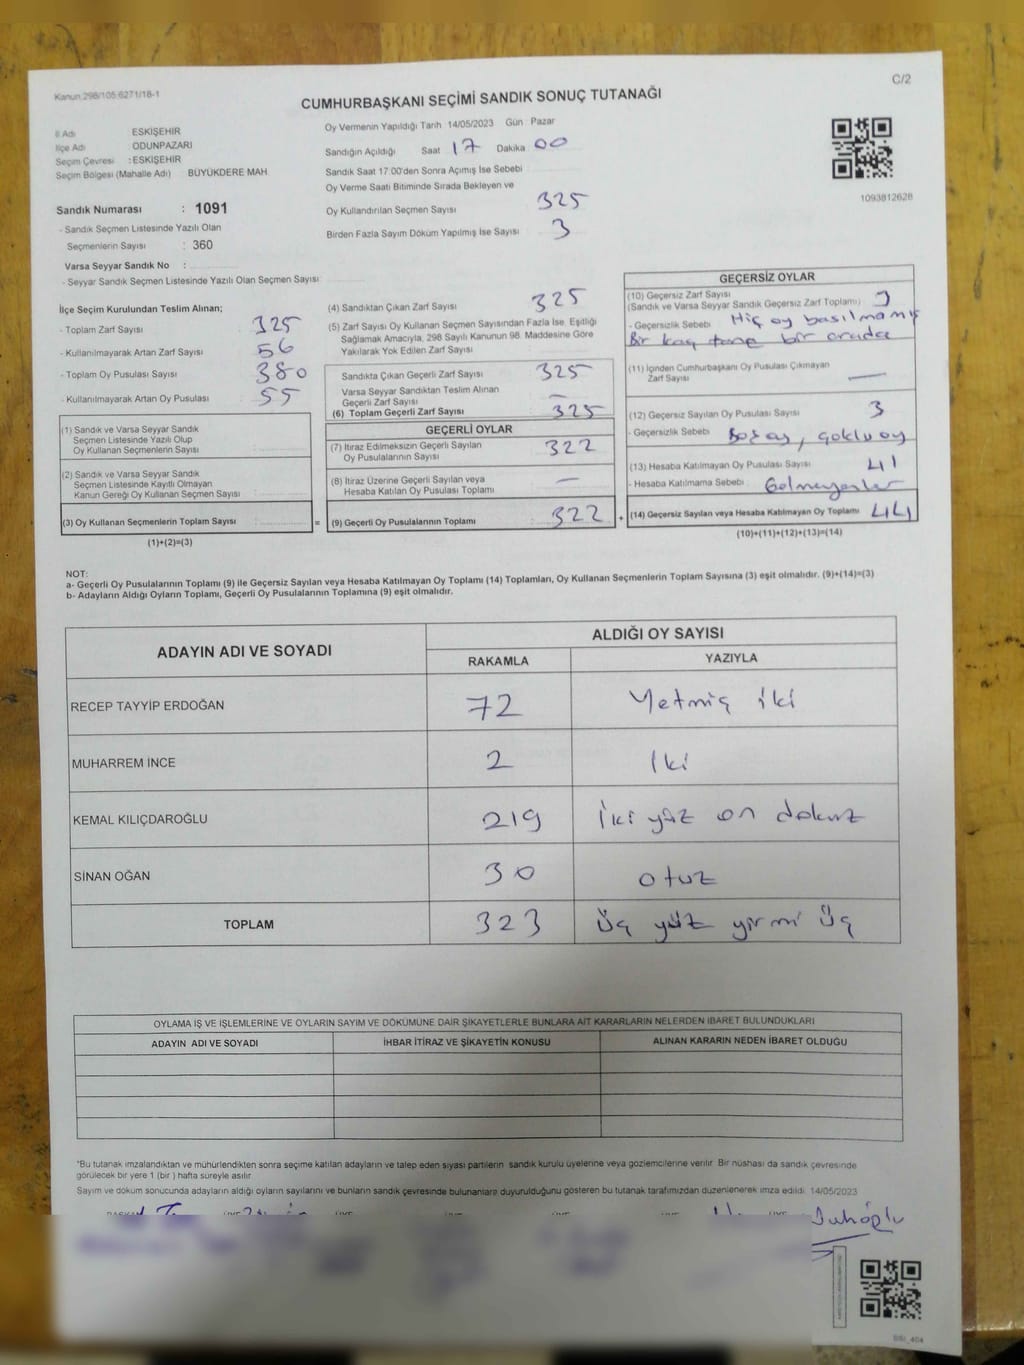 Kanun 298/105 6271/18-1
C/2
CUMHURBAŞKANI SEÇİMİ SANDIK SONUÇ TUTANAĞI
İl Adı : ESKİŞEHİR
İlçe Adı ODUNPAZARI
Seçim Çevresi : ESKİŞEHİR
Seçim Bölgesi (Mahalle Adı) BÜYÜKDERE MAH
Sandık Numarası : 1091
- Sandık Seçmen Listesinde Yazılı Olan
Seçmenlerin Sayısı : 360
Varsa Seyyar Sandık No :
- Seyyar Sandık Seçmen Listesinde Yazılı Olan Seçmen Sayısı
Oy Vermenin Yapıldığı Tarih 14/05/2023 Gün Pazar
Sandığın Açıldığı Saat 17 Dakika 00
Sandık Saat 17.00'den Sonra Açımış İse Sebebi
Oy Verme Saati Bitiminde Sırada Bekleyen ve
Oy Kullandırılan Seçmen Sayısı 325
Birden Fazla Sayım Döküm Yapılmış İse Sayısı 3
1093812628
İlçe Seçim Kurulundan Teslim Alınan;
- Toplam Zarf Sayısı 325
- Kullanılmayarak Artan Zarf Sayısı 56
- Toplam Oy Pusulası Sayısı 380
- Kullanılmayarak Artan Oy Pusulası 55
(1) Sandık ve Varsa Seyyar Sandık
Seçmen Listesinde Yazılı Olup
Oy Kullanan Seçmenlerin Sayısı
(2) Sandık ve Varsa Seyyar Sandık
Seçmen Listesinde Kayıtlı Olmayan
Kanun Gereği Oy Kullanan Seçmen Sayısı
(3) Oy Kullanan Seçmenlerin Toplam Sayısı =
(1)+(2)=(3)
(4) Sandıktan Çıkan Zarf Sayısı 325
(5) Zarf Sayısı Oy Kullanan Seçmen Sayısından Fazla İse, Eşitliği
Sağlamak Amacıyla, 298 Sayılı Kanunun 98. Maddesine Göre
Yakılarak Yok Edilen Zarf Sayısı
Sandıkta Çıkan Geçerli Zarf Sayısı 325
Varsa Seyyar Sandıktan Teslim Alınan
Geçerli Zarf Sayısı —
(6) Toplam Geçerli Zarf Sayısı 325
GEÇERLİ OYLAR
(7) İtiraz Edilmeksizin Geçerli Sayılan
Oy Pusulalarının Sayısı 322
(8) İtiraz Üzerine Geçerli Sayılan veya
Hesaba Katılan Oy Pusulası Toplamı —
(9) Geçerli Oy Pusulalarının Toplamı 322 +
GEÇERSİZ OYLAR
(10) Geçersiz Zarf Sayısı
(Sandık ve Varsa Seyyar Sandık Geçersiz Zarf Toplamı)
- Geçersizlik Sebebi Hiç oy basılmamış
Bir kaç tane bir arada
(11) İçinden Cumhurbaşkanı Oy Pusulası Çıkmayan
Zarf Sayısı —
(12) Geçersiz Sayılan Oy Pusulası Sayısı 3
- Geçersizlik Sebebi çoklu oy
(13) Hesaba Katılmayan Oy Pusulası Sayısı 41
- Hesaba Katılmama Sebebi Gelmeyenler
(14) Geçersiz Sayılan veya Hesaba Katılmayan Oy Toplamı 44
(10)+(11)+(12)+(13)=(14)
NOT:
a- Geçerli Oy Pusulalarının Toplamı (9) ile Geçersiz Sayılan veya Hesaba Katılmayan Oy Toplamı (14) Toplamları, Oy Kullanan Seçmenlerin Toplam Sayısına (3) eşit olmalıdır. (9)+(14)=(3)
b- Adayların Aldığı Oyların Toplamı, Geçerli Oy Pusulalarının Toplamına (9) eşit olmalıdır.
ADAYIN ADI VE SOYADI ALDIĞI OY SAYISI
RAKAMLA YAZIYLA
RECEP TAYYİP ERDOĞAN 72 Yetmiş iki
MUHARREM İNCE 2 İki
KEMAL KILIÇDAROĞLU 219 İki yüz on dokuz
SİNAN OĞAN 30 otuz
TOPLAM 323 Üç yüz yirmi üç
OYLAMA İŞ VE İŞLEMLERİNE VE OYLARIN SAYIM VE DÖKÜMÜNE DAİR ŞİKAYETLERLE BUNLARA AİT KARARLARIN NELERDEN İBARET BULUNDUKLARI
ADAYIN ADI VE SOYADI İHBAR İTİRAZ VE ŞİKAYETİN KONUSU ALINAN KARARIN NEDEN İBARET OLDUĞU
*Bu tutanak imzalandıktan ve mühürlendikten sonra seçime katılan adayların ve talep eden siyasi partilerin sandık kurulu üyelerine veya gözlemcilerine verilir. Bir nüshası da sandık çevresinde
görülecek bir yere 1 (bir) hafta süreyle asılır
Sayım ve döküm sonucunda adayların aldığı oyların sayılarını ve bunların sandık çevresinde bulunanlara duyurulduğunu gösteren bu tutanak tarafımızdan düzenlenerek imza edildi. 14/05/2023